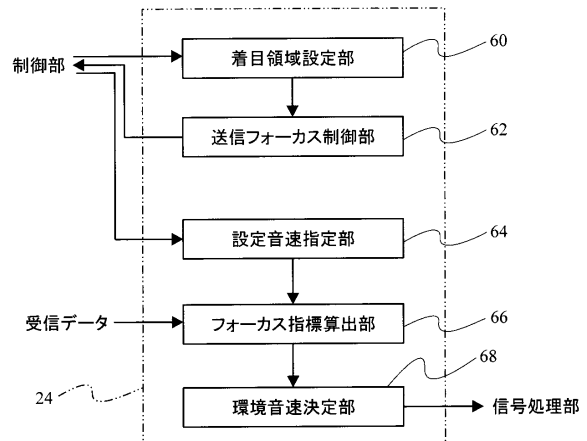 着目領域設定部
60
制御部
送信フォーカス制御部
62
設定音速指定部
64
受信データ
フォーカス指標算出部
66
68
24
環境音速決定部
信号処理部